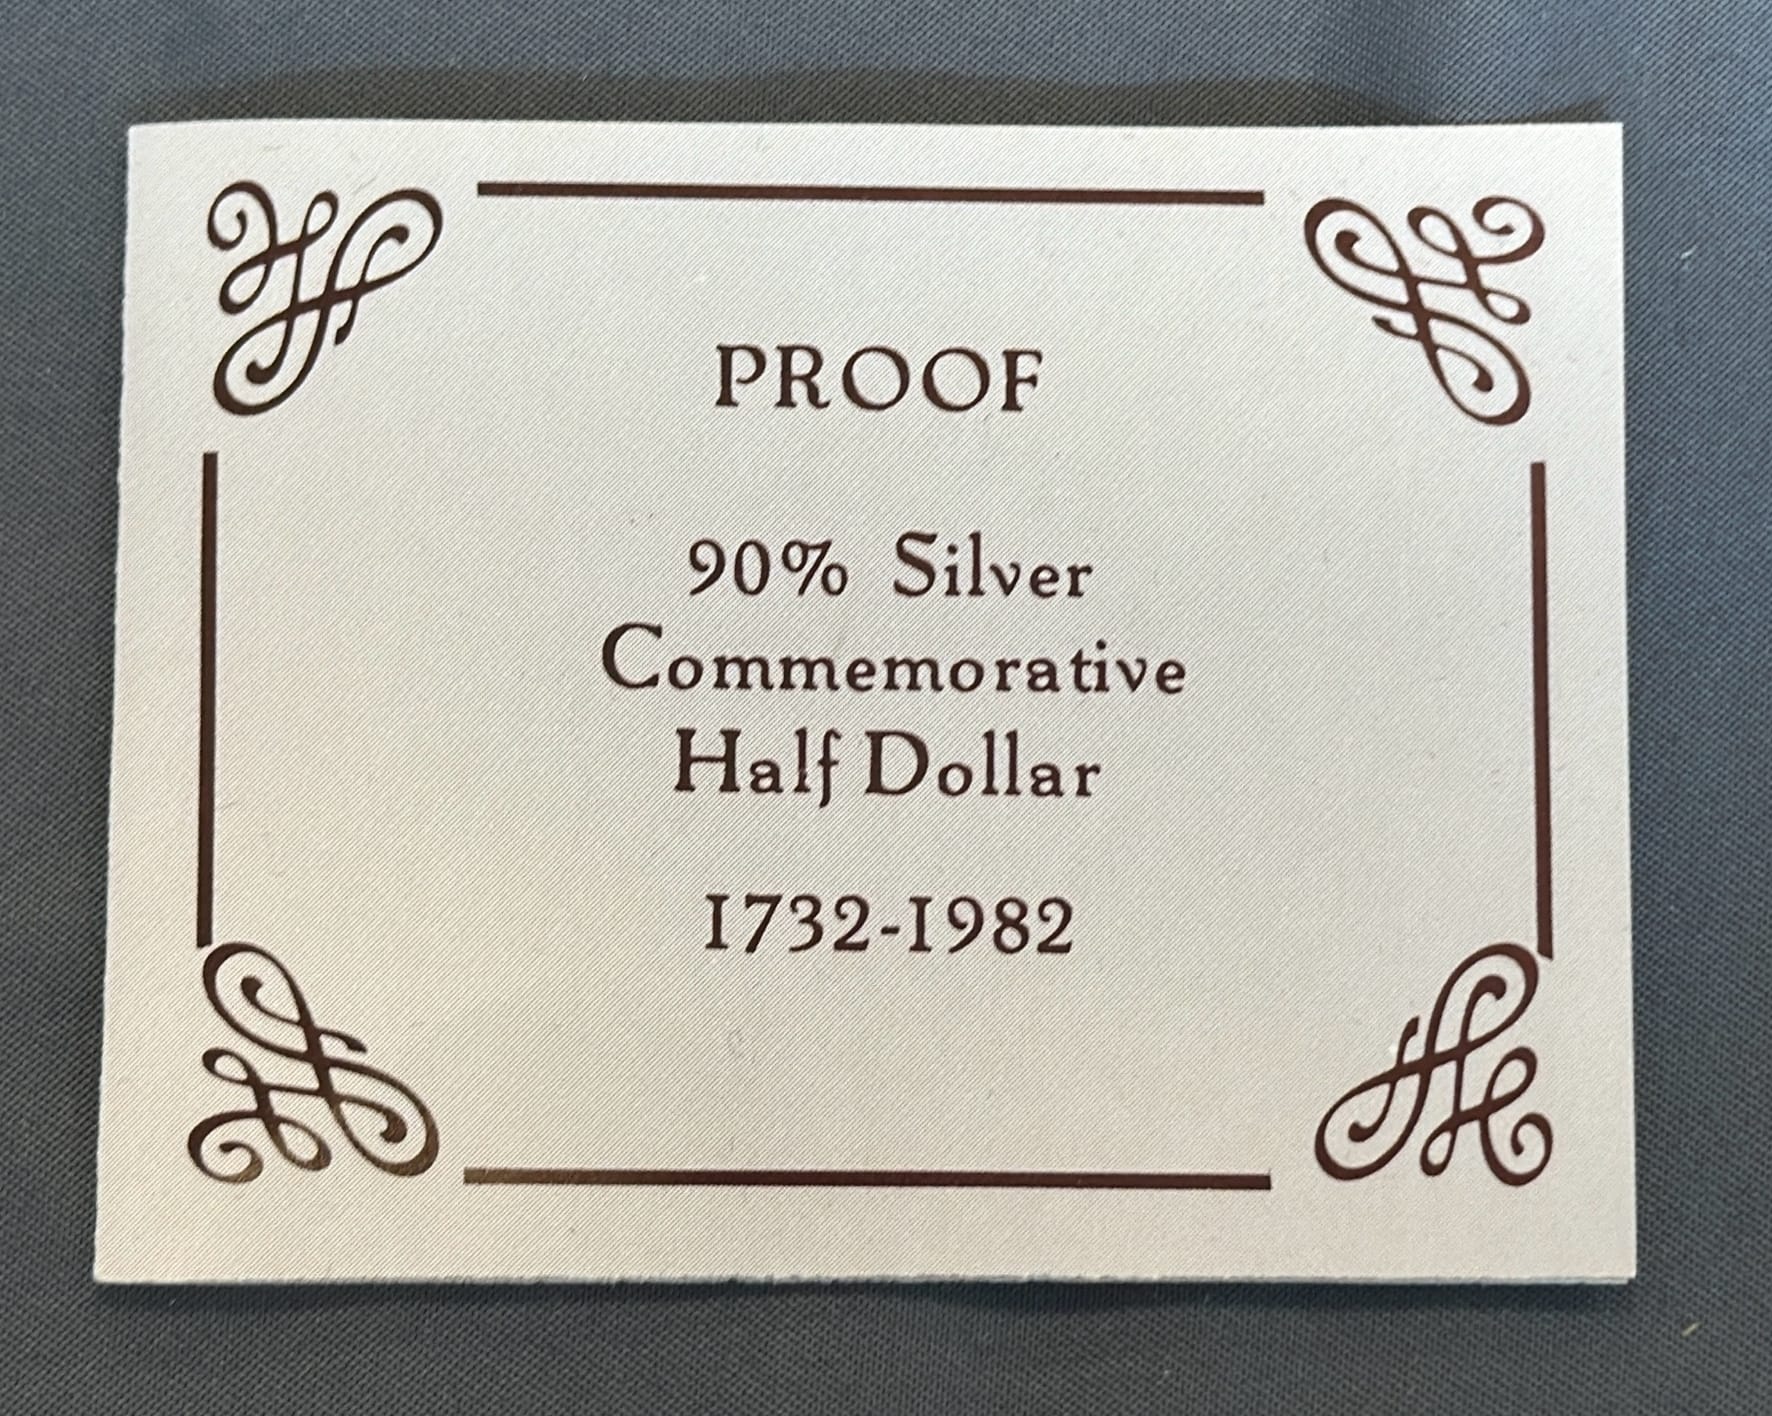 PROOF
90% Silver
Commemorative
Half Dollar
1732-1982